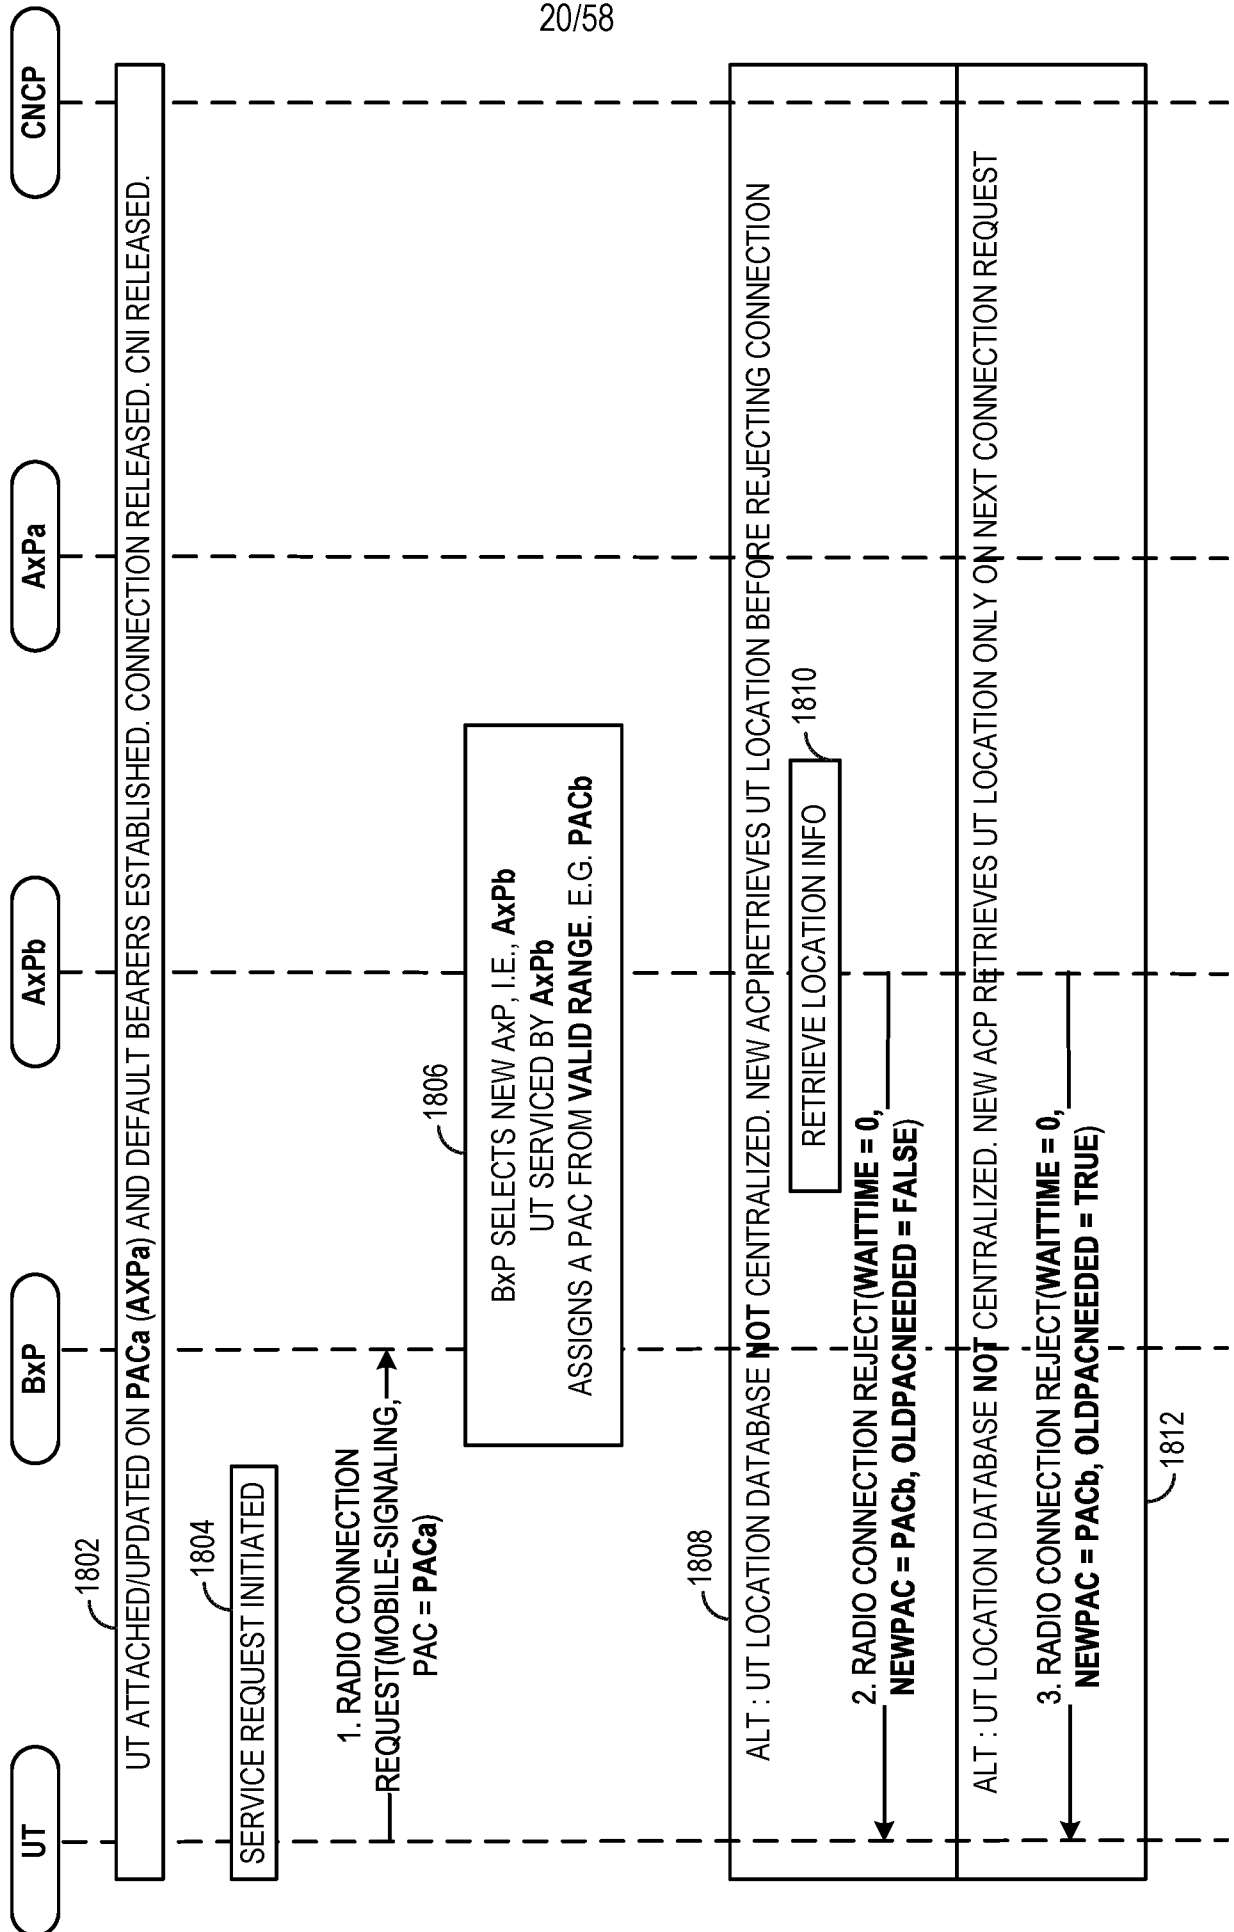 20/58
UT
BxP
AxPb
AxPa
CNCP
1802
UT ATTACHED/UPDATED ON PACa (AXPa) AND DEFAULT BEARERS ESTABLISHED. CONNECTION RELEASED. CNI RELEASED.
1804
SERVICE REQUEST INITIATED
1. RADIO CONNECTION
REQUEST(MOBILE-SIGNALING,
PAC = PACa)
1806
BxP SELECTS NEW AxP, I.E., AxPb
UT SERVICED BY AxPb
ASSIGNS A PAC FROM VALID RANGE. E.G. PACb
1808
ALT : UT LOCATION DATABASE NOT CENTRALIZED. NEW ACP RETRIEVES UT LOCATION BEFORE REJECTING CONNECTION
1810
RETRIEVE LOCATION INFO
2. RADIO CONNECTION REJECT(WAITTIME = 0,
NEWPAC = PACb, OLDPACNEEDED = FALSE)
ALT : UT LOCATION DATABASE NOT CENTRALIZED. NEW ACP RETRIEVES UT LOCATION ONLY ON NEXT CONNECTION REQUEST
3. RADIO CONNECTION REJECT(WAITTIME = 0,
NEWPAC = PACb, OLDPACNEEDED = TRUE)
1812